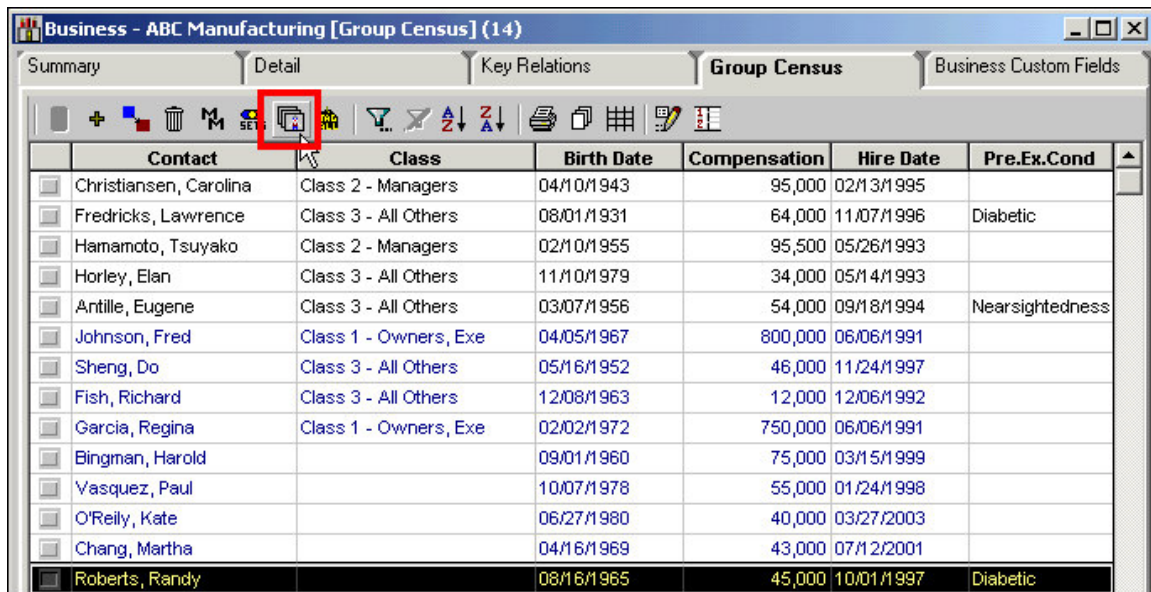 Business - ABC Manufacturing [Group Census] (14)
Summary Detail Key Relations Group Census Business Custom Fields
Contact Class Birth Date Compensation Hire Date Pre.Ex.Cond
Christiansen, Carolina Class 2 - Managers 04/10/1943 95,000 02/13/1995
Fredricks, Lawrence Class 3 - All Others 08/01/1931 64,000 11/07/1996 Diabetic
Hamamoto, Tsuyako Class 2 - Managers 02/10/1955 95,500 05/26/1993
Horley, Elan Class 3 - All Others 11/10/1979 34,000 05/14/1993
Antille, Eugene Class 3 - All Others 03/07/1956 54,000 09/18/1994 Nearsightedness
Johnson, Fred Class 1 - Owners, Exe 04/05/1967 800,000 06/06/1991
Sheng, Do Class 3 - All Others 05/16/1952 46,000 11/24/1997
Fish, Richard Class 3 - All Others 12/08/1963 12,000 12/06/1992
Garcia, Regina Class 1 - Owners, Exe 02/02/1972 750,000 06/06/1991
Bingman, Harold 09/01/1960 75,000 03/15/1999
Vasquez, Paul 10/07/1978 55,000 01/24/1998
O'Reily, Kate 06/27/1980 40,000 03/27/2003
Chang, Martha 04/16/1969 43,000 07/12/2001
Roberts, Randy 08/16/1965 45,000 10/01/1997 Diabetic